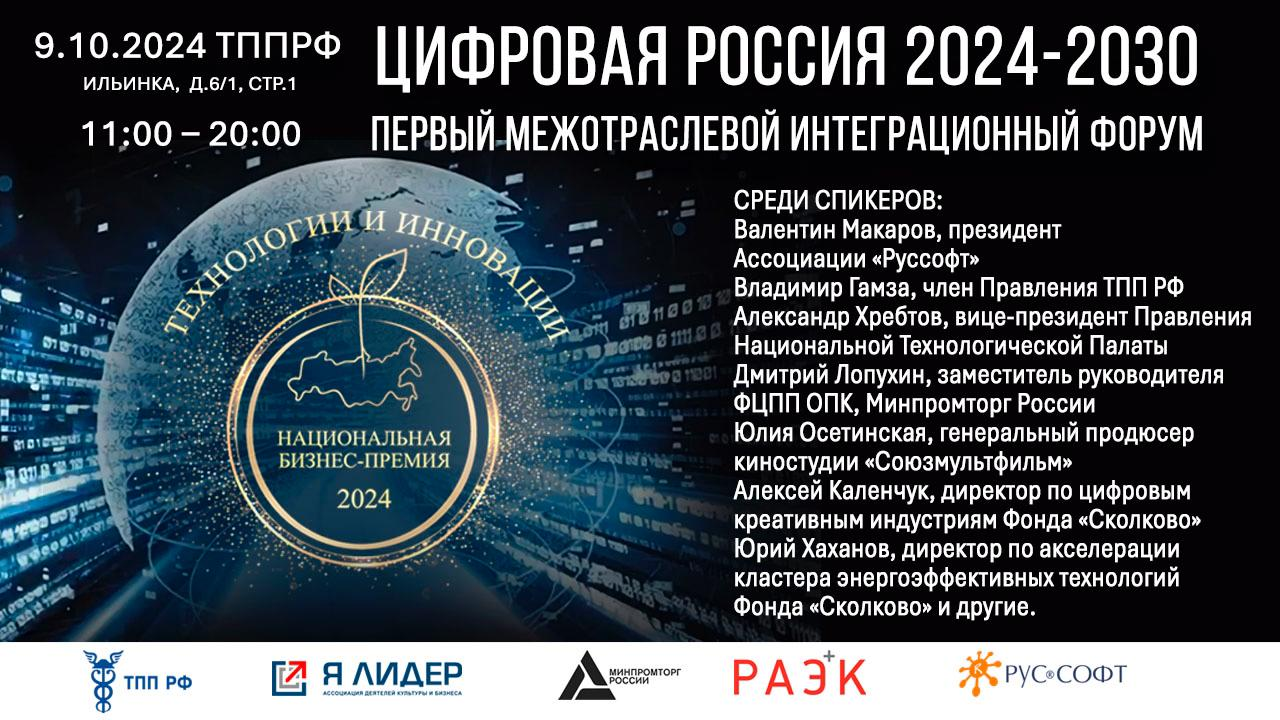 9.10.2024 ТППРФ
ИЛЬИНКА, Д.6/1, СТР.1
11:00 – 20:00
ЦИФРОВАЯ РОССИЯ 2024-2030
ПЕРВЫЙ МЕЖОТРАСЛЕВОЙ ИНТЕГРАЦИОННЫЙ ФОРУМ
ТЕХНОЛОГИИ И ИННОВАЦИИ
НАЦИОНАЛЬНАЯ
БИЗНЕС-ПРЕМИЯ
2024
СРЕДИ СПИКЕРОВ:
Валентин Макаров, президент
Ассоциации «Руссофт»
Владимир Гамза, член Правления ТПП РФ
Александр Хребтов, вице-президент Правления
Национальной Технологической Палаты
Дмитрий Лопухин, заместитель руководителя
ФЦПП ОПК, Минпромторг России
Юлия Осетинская, генеральный продюсер
киностудии «Союзмультфильм»
Алексей Каленчук, директор по цифровым
креативным индустриям Фонда «Сколково»
Юрий Хаханов, директор по акселерации
кластера энергоэффективных технологий
Фонда «Сколково» и другие.
ТПП РФ
Я ЛИДЕР
АССОЦИАЦИЯ ДЕЯТЕЛЕЙ КУЛЬТУРЫ И БИЗНЕСА
МИНПРОМТОРГ
РОССИИ
РАЭК+
РУС®СОФТ